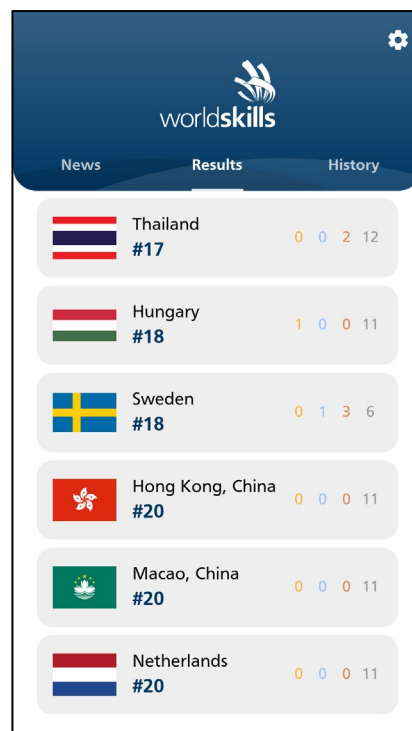 worldskills
News Results History
Thailand
#17
0 0 2 12
Hungary
#18
1 0 0 11
Sweden
#18
0 1 3 6
Hong Kong, China
#20
0 0 0 11
Macao, China
#20
0 0 0 11
Netherlands
#20
0 0 0 11